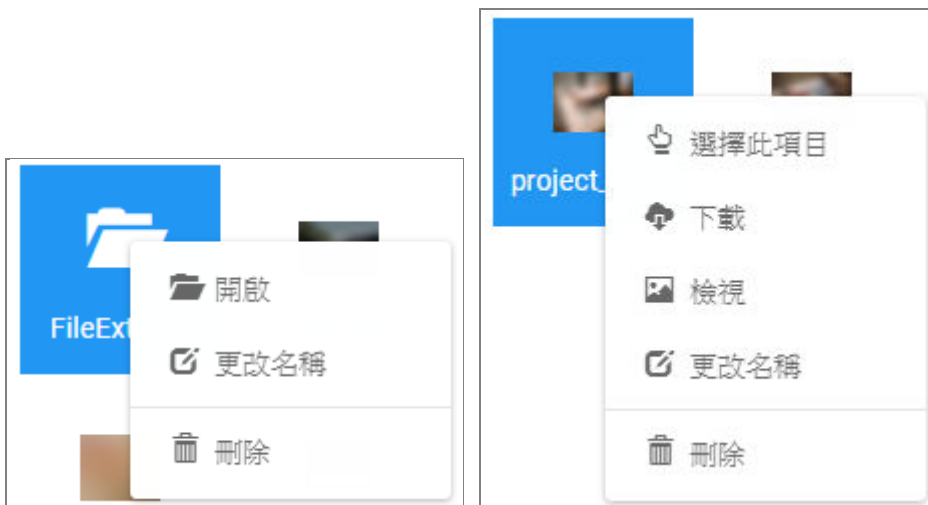 FileExt
開啟
更改名稱
刪除
project_
選擇此項目
下載
檢視
更改名稱
刪除